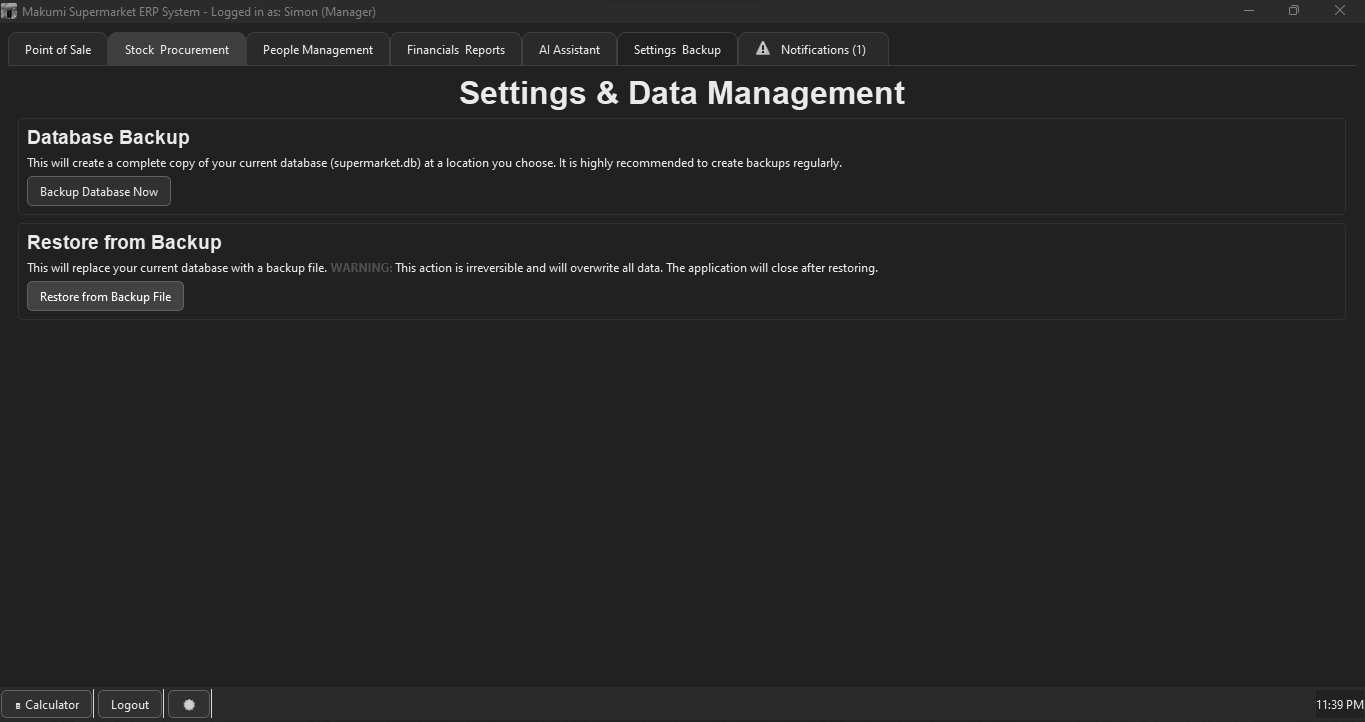 Makumi Supermarket ERP System - Logged in as: Simon (Manager)
Point of Sale
Stock  Procurement
People Management
Financials  Reports
AI Assistant
Settings  Backup
Notifications (1)
Settings & Data Management
Database Backup
This will create a complete copy of your current database (supermarket.db) at a location you choose. It is highly recommended to create backups regularly.
Backup Database Now
Restore from Backup
This will replace your current database with a backup file. WARNING: This action is irreversible and will overwrite all data. The application will close after restoring.
Restore from Backup File
Calculator
Logout
11:39 PM